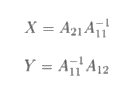 X = A₂₁A₁₁⁻¹
Y = A₁₁⁻¹A₁₂